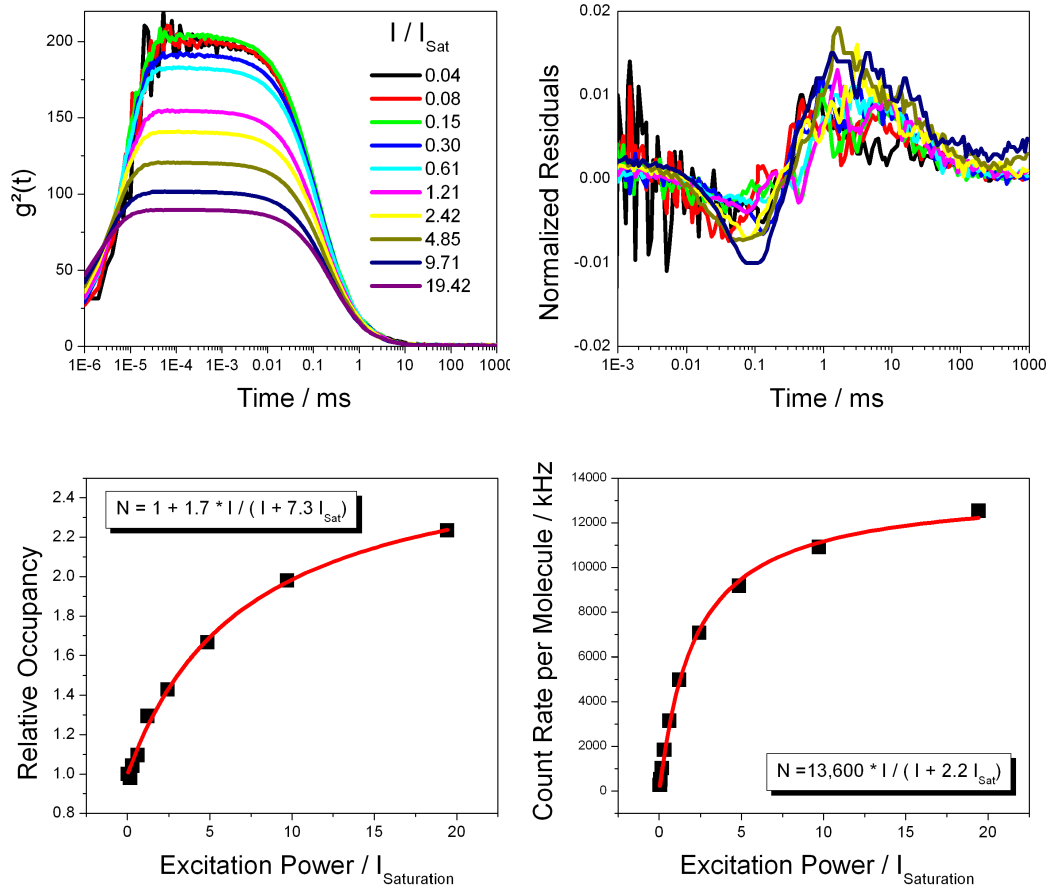 200
150
100
50
0
g²(t)
1E-6 1E-5 1E-4 1E-3 0.01 0.1 1 10 100 1000
Time / ms
I / I_Sat
0.04
0.08
0.15
0.30
0.61
1.21
2.42
4.85
9.71
19.42
0.02
0.01
0.00
-0.01
-0.02
Normalized Residuals
1E-3 0.01 0.1 1 10 100 1000
Time / ms
2.4
2.2
2.0
1.8
1.6
1.4
1.2
1.0
0.8
Relative Occupancy
N = 1 + 1.7 * I / ( I + 7.3 I_Sat)
0 5 10 15 20
Excitation Power / I_Saturation
14000
12000
10000
8000
6000
4000
2000
0
Count Rate per Molecule / kHz
N =13,600 * I / ( I + 2.2 I_Sat)
0 5 10 15 20
Excitation Power / I_Saturation